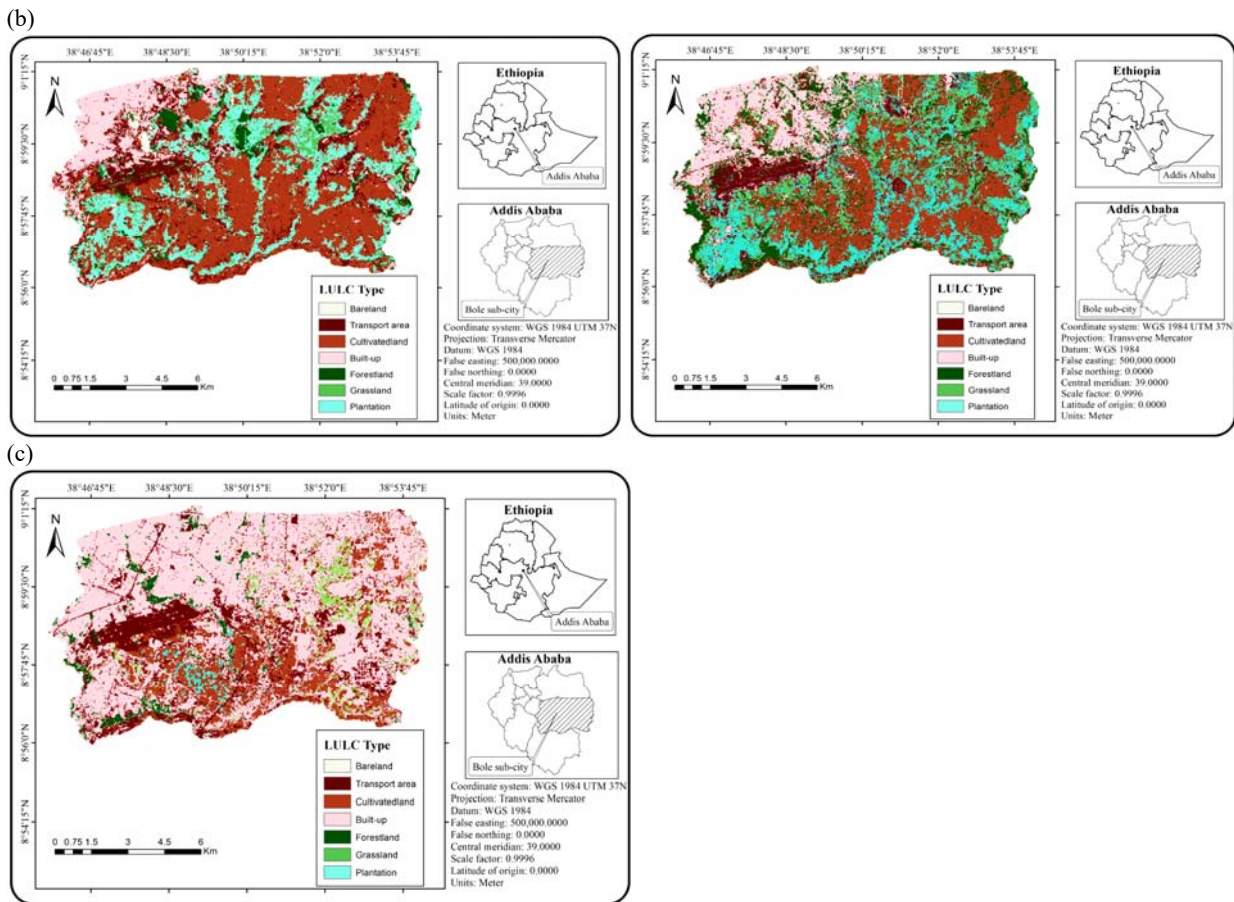 (b)
38°46'45"E 38°48'30"E 38°50'15"E 38°52'0"E 38°53'45"E
9°1'15"N
8°59'30"N
8°57'45"N
8°56'0"N
8°54'15"N
N
Ethiopia
Addis Ababa
Addis Ababa
Bole sub-city
LULC Type
Bareland
Transport area
Cultivatedland
Built-up
Forestland
Grassland
Plantation
0 0.75 1.5 3 4.5 6
Km
Coordinate system: WGS 1984 UTM 37N
Projection: Transverse Mercator
Datum: WGS 1984
False easting: 500,000.0000
False northing: 0.0000
Central meridian: 39.0000
Scale factor: 0.9996
Latitude of origin: 0.0000
Units: Meter
38°46'45"E 38°48'30"E 38°50'15"E 38°52'0"E 38°53'45"E
9°1'15"N
8°59'30"N
8°57'45"N
8°56'0"N
8°54'15"N
N
Ethiopia
Addis Ababa
Addis Ababa
Bole sub-city
LULC Type
Bareland
Transport area
Cultivatedland
Built-up
Forestland
Grassland
Plantation
0 0.75 1.5 3 4.5 6
Km
Coordinate system: WGS 1984 UTM 37N
Projection: Transverse Mercator
Datum: WGS 1984
False easting: 500,000.0000
False northing: 0.0000
Central meridian: 39.0000
Scale factor: 0.9996
Latitude of origin: 0.0000
Units: Meter
(c)
38°46'45"E 38°48'30"E 38°50'15"E 38°52'0"E 38°53'45"E
9°1'15"N
8°59'30"N
8°57'45"N
8°56'0"N
8°54'15"N
N
Ethiopia
Addis Ababa
Addis Ababa
Bole sub-city
LULC Type
Bareland
Transport area
Cultivatedland
Built-up
Forestland
Grassland
Plantation
0 0.75 1.5 3 4.5 6
Km
Coordinate system: WGS 1984 UTM 37N
Projection: Transverse Mercator
Datum: WGS 1984
False easting: 500,000.0000
False northing: 0.0000
Central meridian: 39.0000
Scale factor: 0.9996
Latitude of origin: 0.0000
Units: Meter